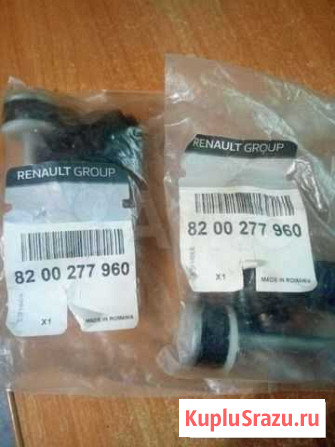 RENAULT GROUP
82 00 277 960
X1
MADE IN ROMANIA
RENAULT GROUP
82 00 277 960
X1
MADE IN ROMANIA
KupluSrazu.ru